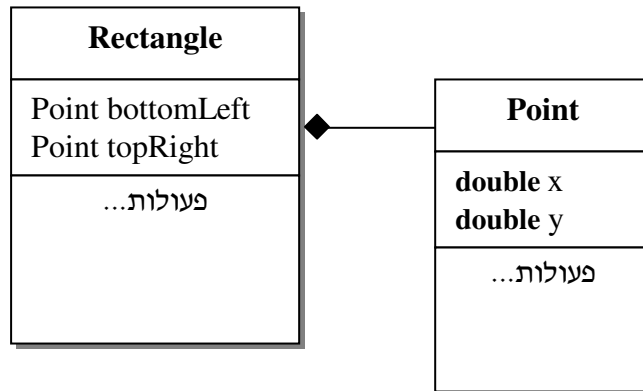 Rectangle
Point bottomLeft
Point topRight
פעולות...
Point
double x
double y
פעולות...